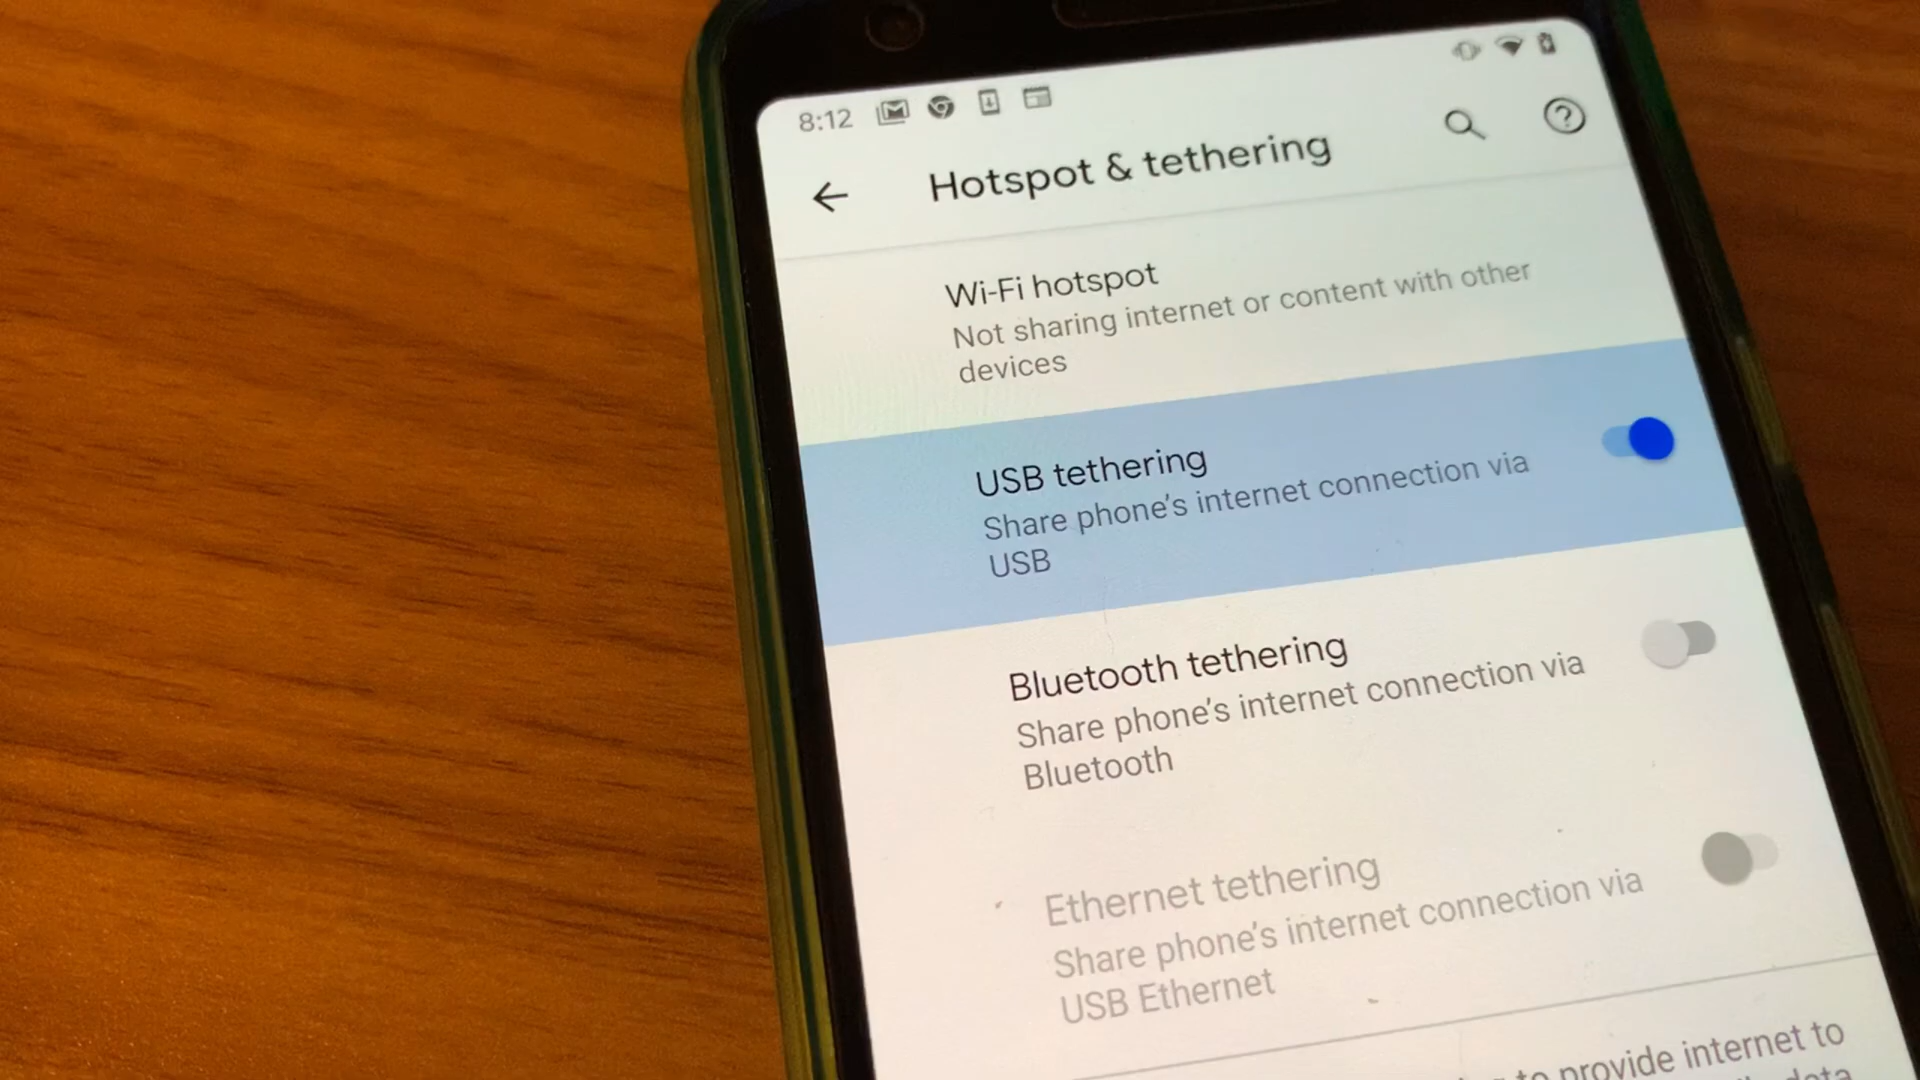 8:12
Hotspot & tethering
Wi-Fi hotspot
Not sharing internet or content with other
devices
USB tethering
Share phone's internet connection via
USB
Bluetooth tethering
Share phone's internet connection via
Bluetooth
Ethernet tethering
Share phone's internet connection via
USB Ethernet
to provide internet to
data